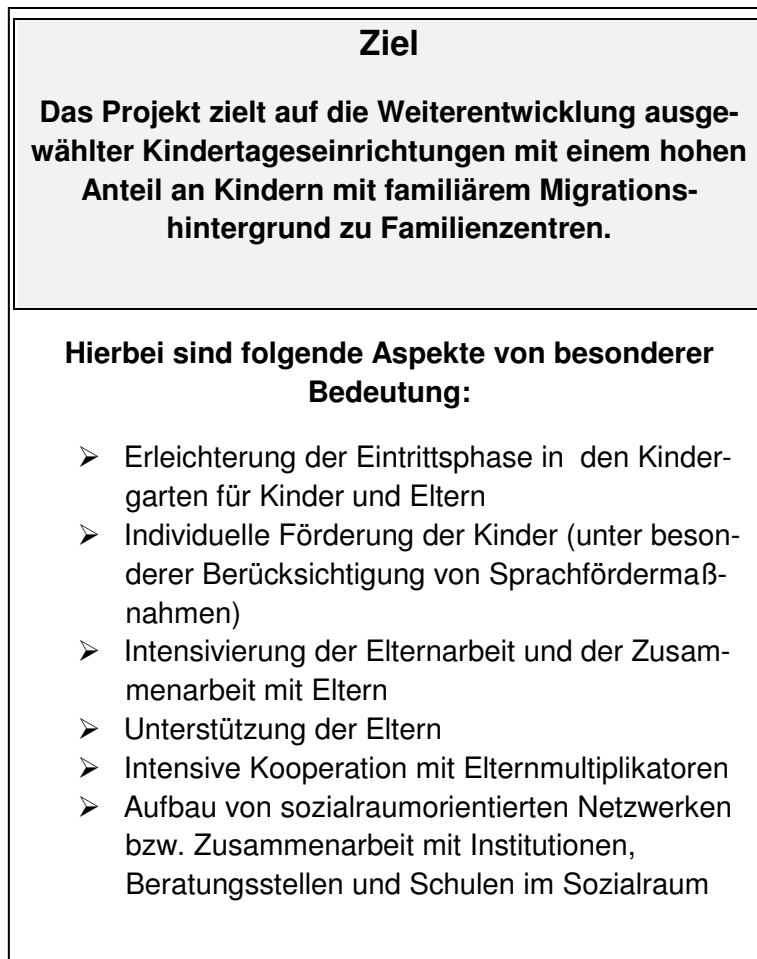 Ziel
Das Projekt zielt auf die Weiterentwicklung ausge-
wählter Kindertageseinrichtungen mit einem hohen
Anteil an Kindern mit familiärem Migrations-
hintergrund zu Familienzentren.
Hierbei sind folgende Aspekte von besonderer
Bedeutung:
➢ Erleichterung der Eintrittsphase in  den Kinder-
garten für Kinder und Eltern
➢ Individuelle Förderung der Kinder (unter beson-
derer Berücksichtigung von Sprachfördermaß-
nahmen)
➢ Intensivierung der Elternarbeit und der Zusam-
menarbeit mit Eltern
➢ Unterstützung der Eltern
➢ Intensive Kooperation mit Elternmultiplikatoren
➢ Aufbau von sozialraumorientierten Netzwerken
bzw. Zusammenarbeit mit Institutionen,
Beratungsstellen und Schulen im Sozialraum